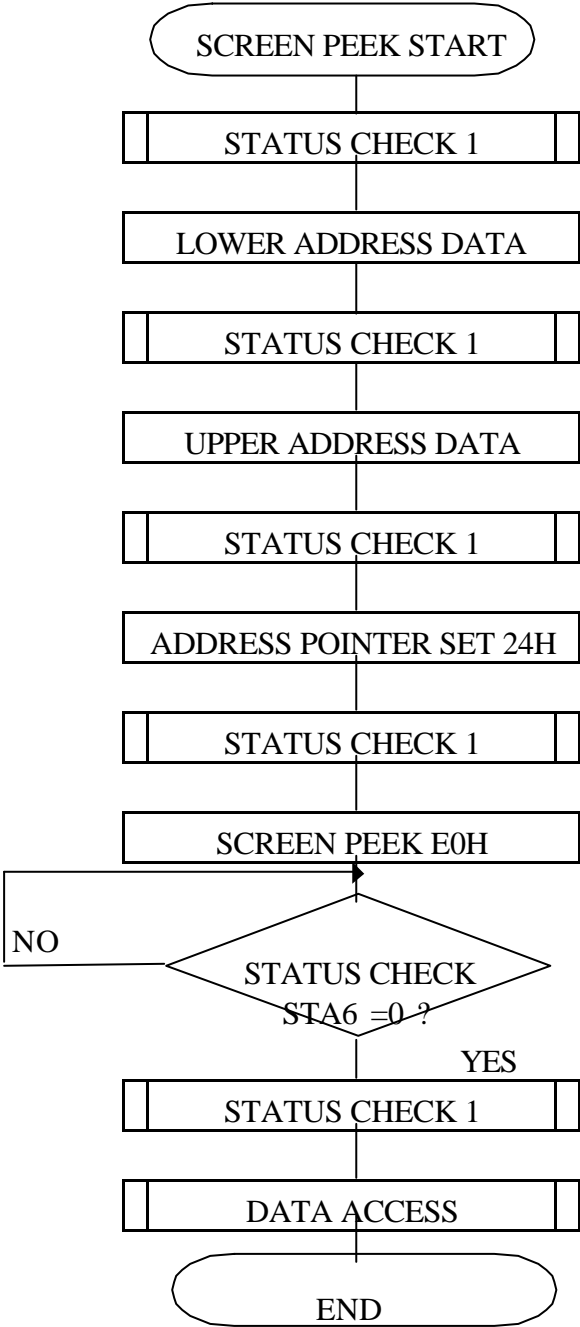 SCREEN PEEK START
STATUS CHECK 1
LOWER ADDRESS DATA
STATUS CHECK 1
UPPER ADDRESS DATA
STATUS CHECK 1
ADDRESS POINTER SET 24H
STATUS CHECK 1
SCREEN PEEK E0H
NO
STATUS CHECK
STA6 =0 ?
YES
STATUS CHECK 1
DATA ACCESS
END